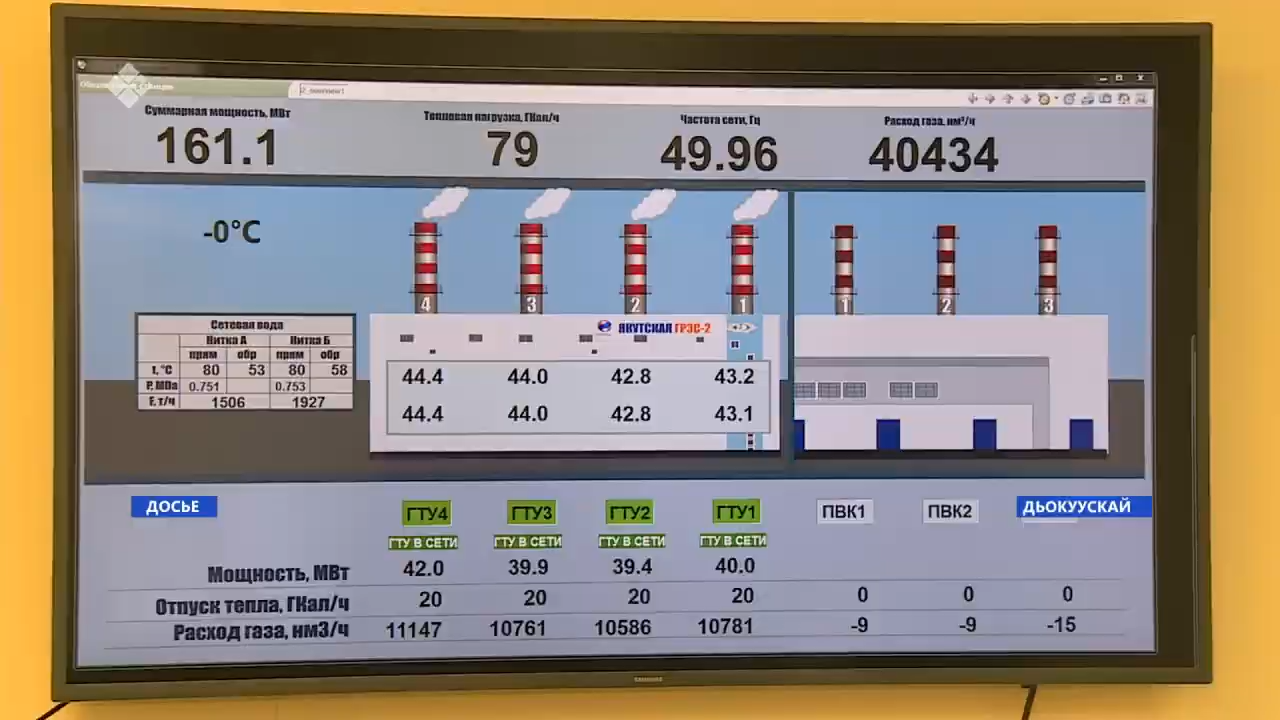 2_overview1
Суммарная мощность, МВт Тепловая нагрузка, ГКал/ч Частота сети, Гц Расход газа, нм³/ч
161.1 79 49.96 40434
-0°C
4 3 2 1 1 2 3
ЯКУТСКАЯ ГРЭС-2
Сетевая вода
Нитка А Нитка Б
прям обр прям обр
t, °C 80 53 80 58
P, МПа 0.751 0.753
F, т/ч 1506 1927
44.4 44.0 42.8 43.2
44.4 44.0 42.8 43.1
ДОСЬЕ ДЬОКУУСКАЙ
ГТУ4 ГТУ3 ГТУ2 ГТУ1 ПВК1 ПВК2
ГТУ В СЕТИ ГТУ В СЕТИ ГТУ В СЕТИ ГТУ В СЕТИ
Мощность, МВт 42.0 39.9 39.4 40.0
Отпуск тепла, ГКал/ч 20 20 20 20 0 0 0
Расход газа, нм3/ч 11147 10761 10586 10781 -9 -9 -15
SAMSUNG